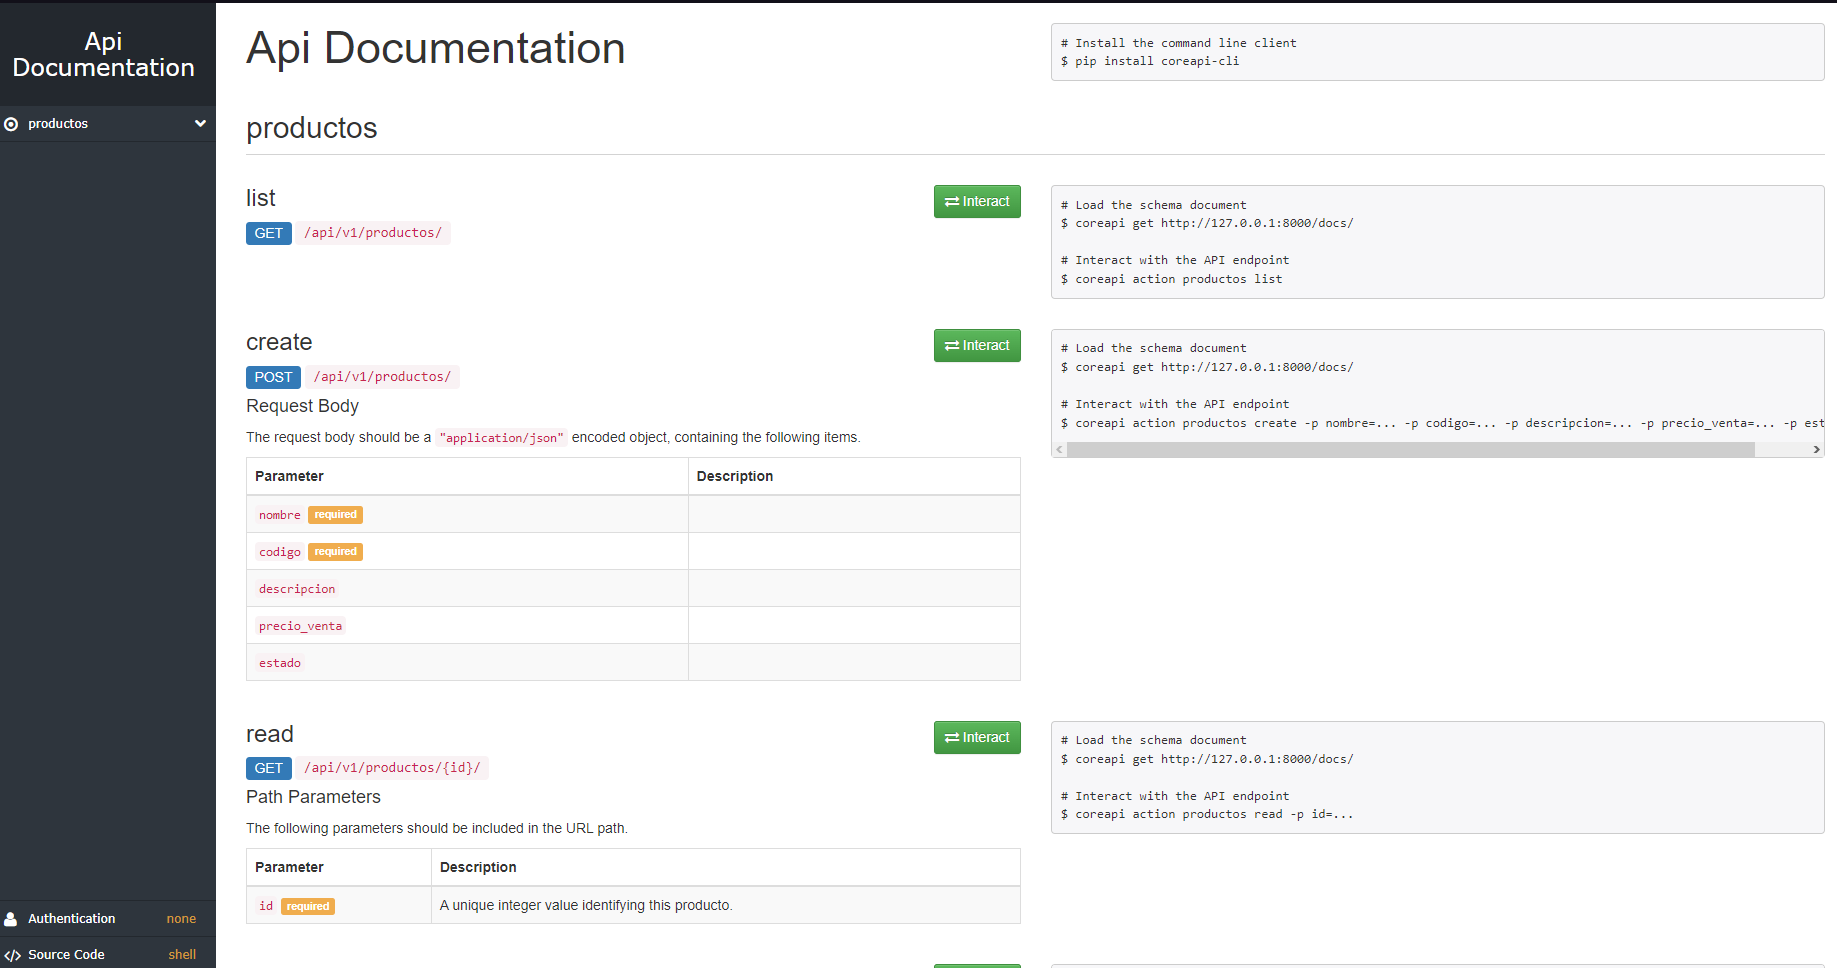 Api
Documentation
productos
Authentication none
Source Code shell
Api Documentation
# Install the command line client
$ pip install coreapi-cli
productos
list
Interact
GET /api/v1/productos/
# Load the schema document
$ coreapi get http://127.0.0.1:8000/docs/
# Interact with the API endpoint
$ coreapi action productos list
create
Interact
POST /api/v1/productos/
Request Body
The request body should be a "application/json" encoded object, containing the following items.
Parameter Description
nombre required
codigo required
descripcion
precio_venta
estado
# Load the schema document
$ coreapi get http://127.0.0.1:8000/docs/
# Interact with the API endpoint
$ coreapi action productos create -p nombre=... -p codigo=... -p descripcion=... -p precio_venta=... -p est
read
Interact
GET /api/v1/productos/{id}/
Path Parameters
The following parameters should be included in the URL path.
Parameter Description
id required A unique integer value identifying this producto.
# Load the schema document
$ coreapi get http://127.0.0.1:8000/docs/
# Interact with the API endpoint
$ coreapi action productos read -p id=...